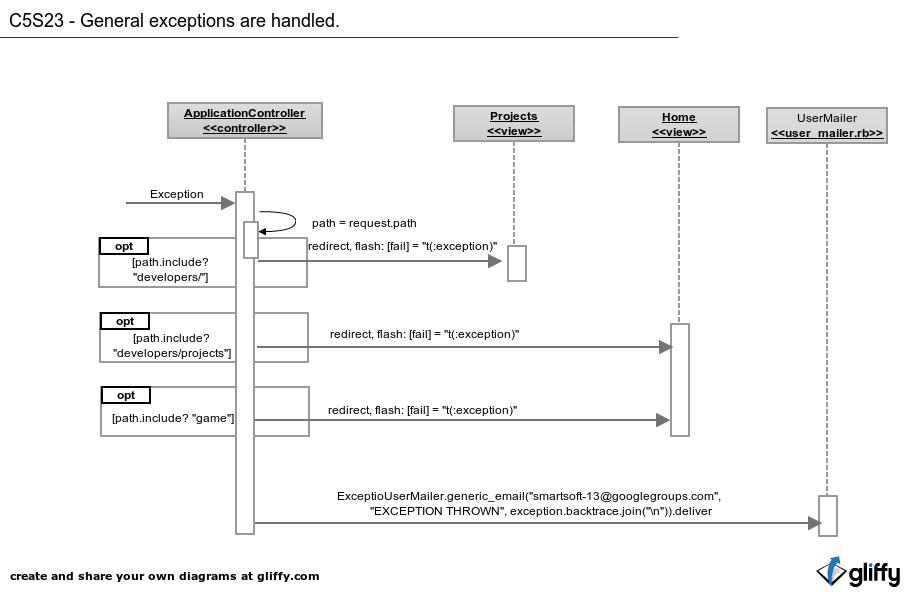 C5S23 - General exceptions are handled.
ApplicationController
<<controller>>
Projects
<<view>>
Home
<<view>>
UserMailer
<<user_mailer.rb>>
Exception
path = request.path
opt
redirect, flash: [fail] = "t(:exception)"
[path.include?
"developers/"]
opt
[path.include?
"developers/projects"]
redirect, flash: [fail] = "t(:exception)"
opt
[path.include? "game"]
redirect, flash: [fail] = "t(:exception)"
ExceptioUserMailer.generic_email("smartsoft-13@googlegroups.com",
"EXCEPTION THROWN", exception.backtrace.join("\n")).deliver
create and share your own diagrams at gliffy.com
gliffy